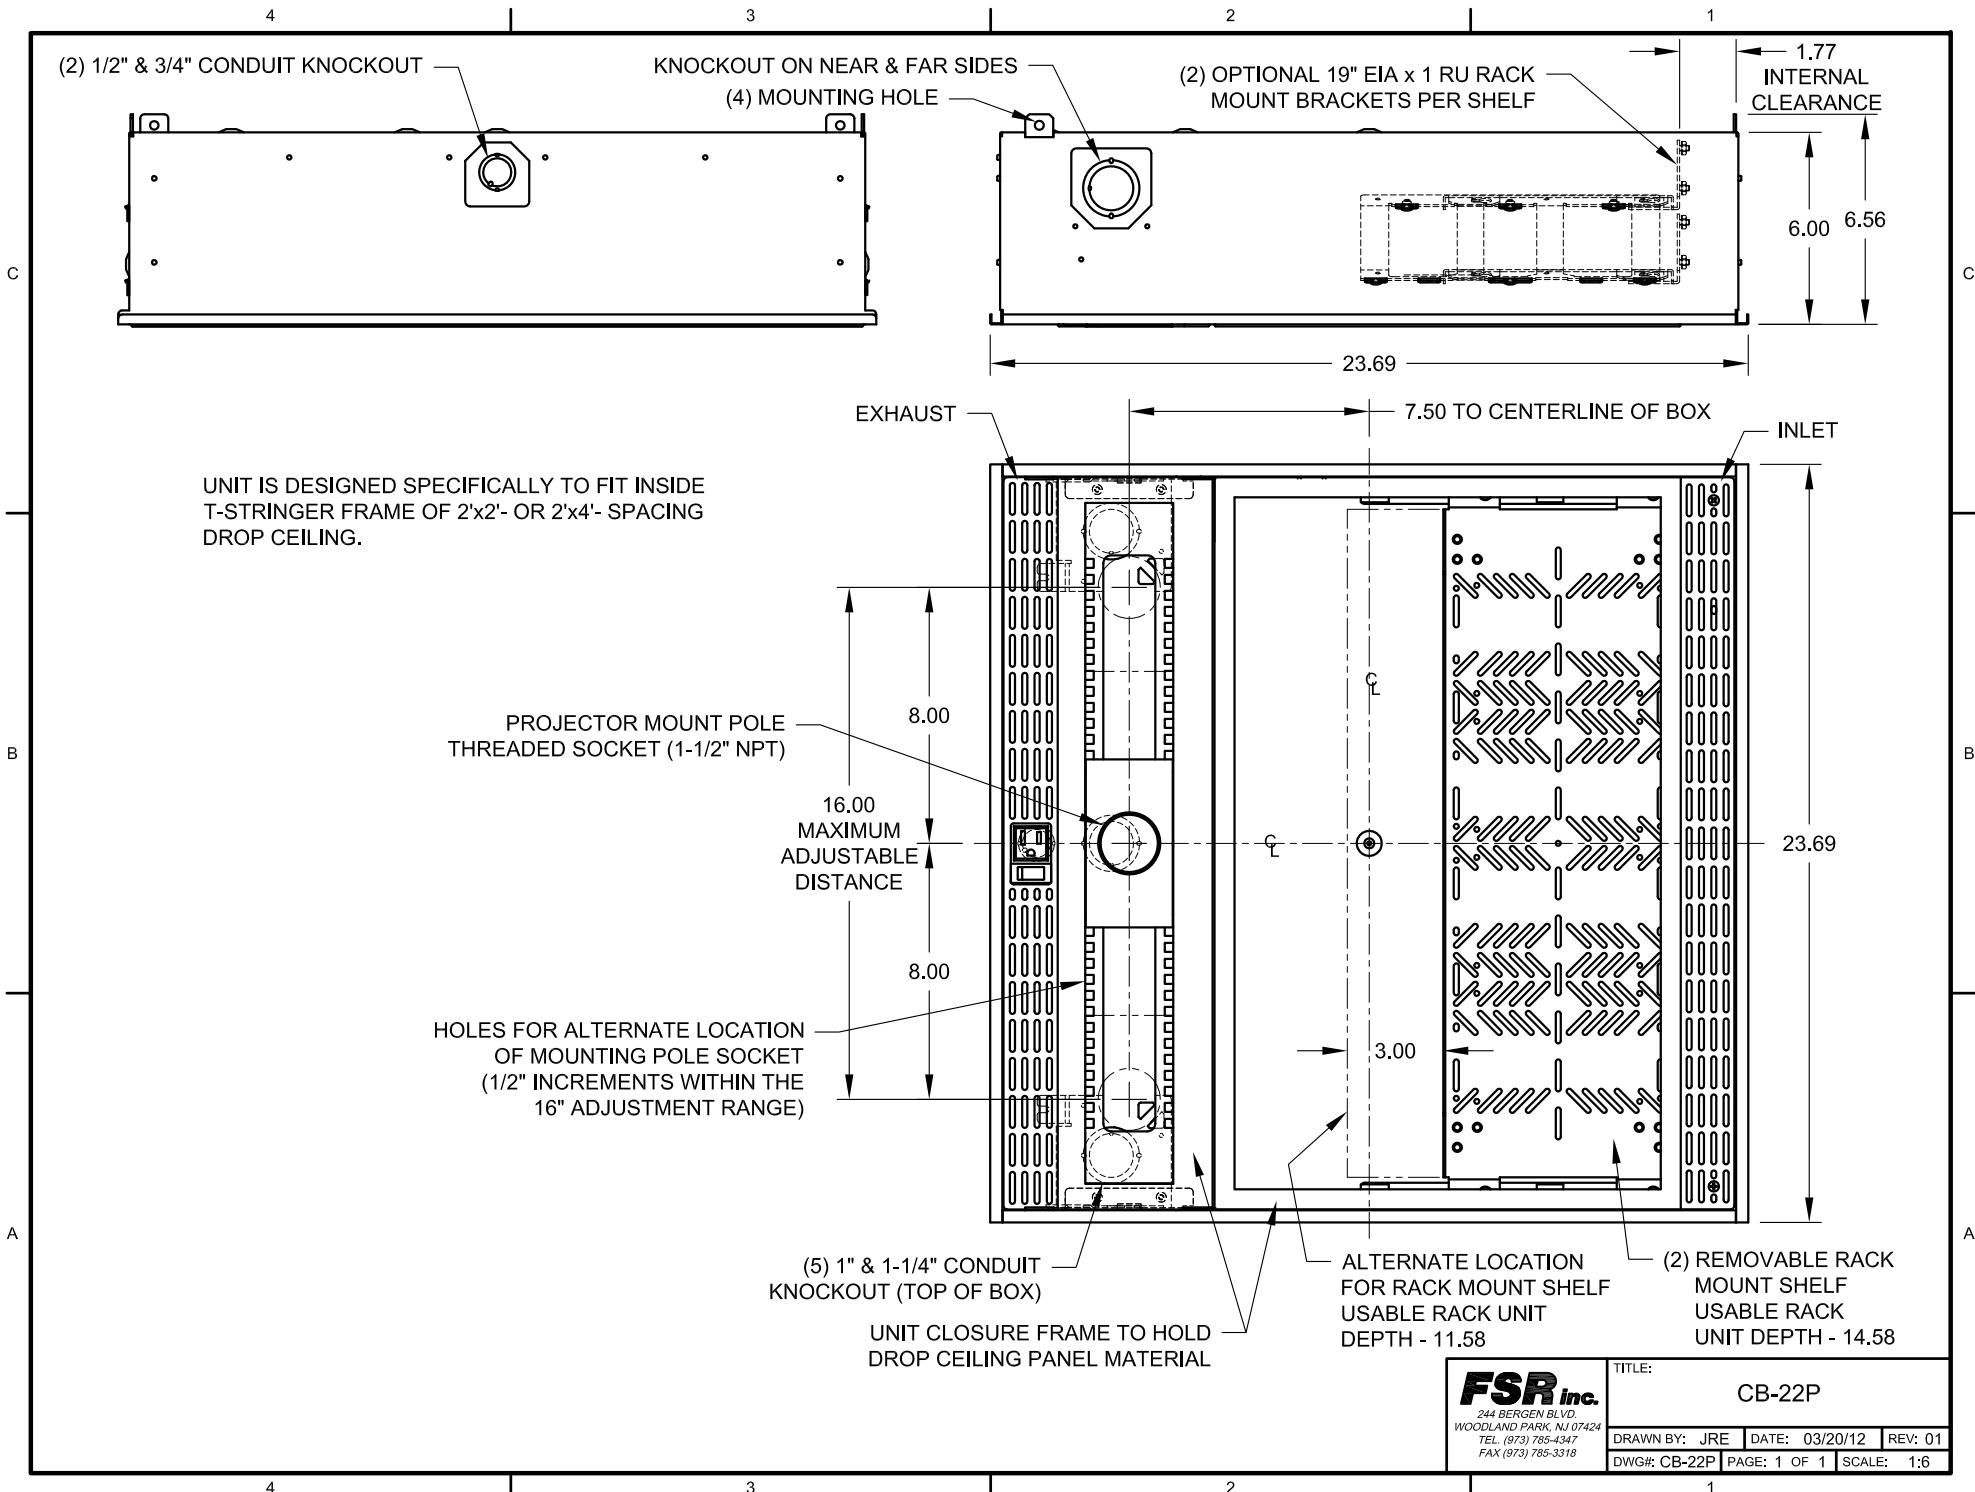 4 3 2 1
(2) 1/2" & 3/4" CONDUIT KNOCKOUT
KNOCKOUT ON NEAR & FAR SIDES
(4) MOUNTING HOLE
(2) OPTIONAL 19" EIA x 1 RU RACK
MOUNT BRACKETS PER SHELF
1.77
INTERNAL
CLEARANCE
6.00
6.56
C
C
23.69
EXHAUST
7.50 TO CENTERLINE OF BOX
INLET
UNIT IS DESIGNED SPECIFICALLY TO FIT INSIDE
T-STRINGER FRAME OF 2'x2'- OR 2'x4'- SPACING
DROP CEILING.
CL
8.00
PROJECTOR MOUNT POLE
THREADED SOCKET (1-1/2" NPT)
B
B
16.00
MAXIMUM
ADJUSTABLE
DISTANCE
CL
23.69
8.00
HOLES FOR ALTERNATE LOCATION
OF MOUNTING POLE SOCKET
(1/2" INCREMENTS WITHIN THE
16" ADJUSTMENT RANGE)
3.00
A
A
(5) 1" & 1-1/4" CONDUIT
KNOCKOUT (TOP OF BOX)
UNIT CLOSURE FRAME TO HOLD
DROP CEILING PANEL MATERIAL
ALTERNATE LOCATION
FOR RACK MOUNT SHELF
USABLE RACK UNIT
DEPTH - 11.58
(2) REMOVABLE RACK
MOUNT SHELF
USABLE RACK
UNIT DEPTH - 14.58
FSR inc.
244 BERGEN BLVD.
WOODLAND PARK, NJ 07424
TEL. (973) 785-4347
FAX (973) 785-3318
TITLE:
CB-22P
DRAWN BY: JRE DATE: 03/20/12 REV: 01
DWG#: CB-22P PAGE: 1 OF 1 SCALE: 1:6
4 3 2 1